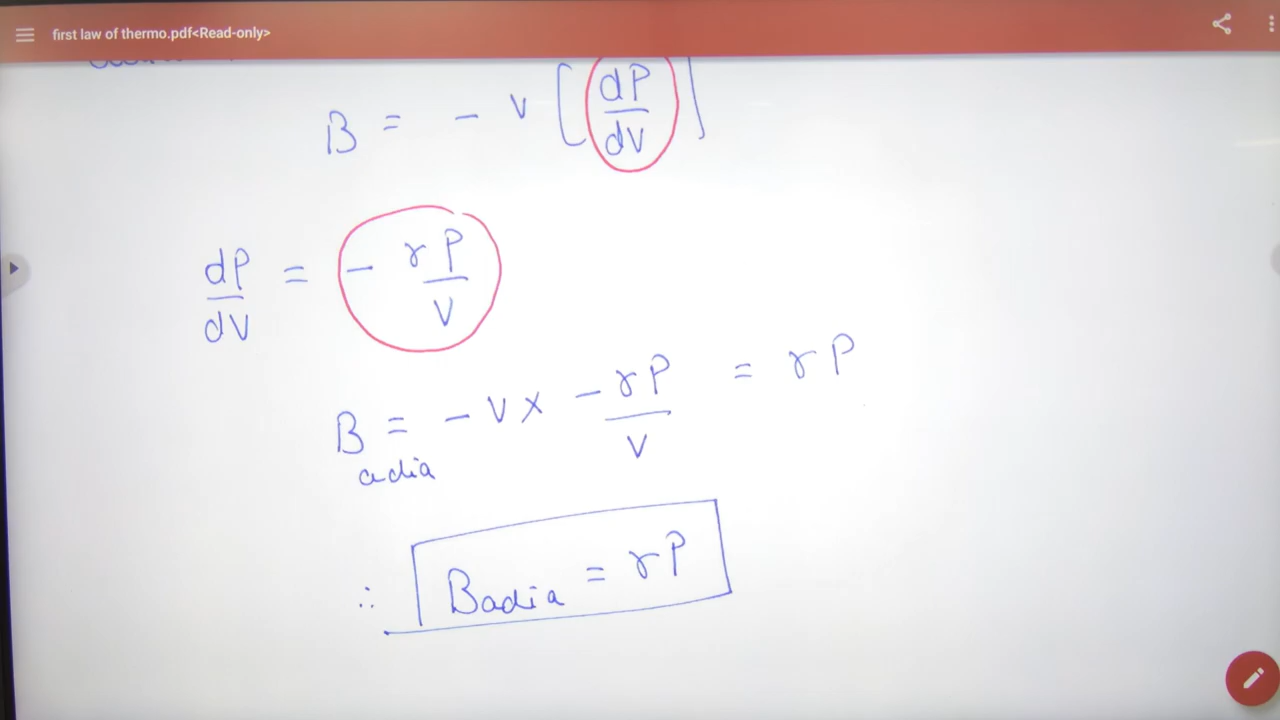 first law of thermo.pdf<Read-only>
B = - V [dP/dV]
dP/dV = - γP/V
B adia = - V x - γP/V = γP
∴ Badia = γP